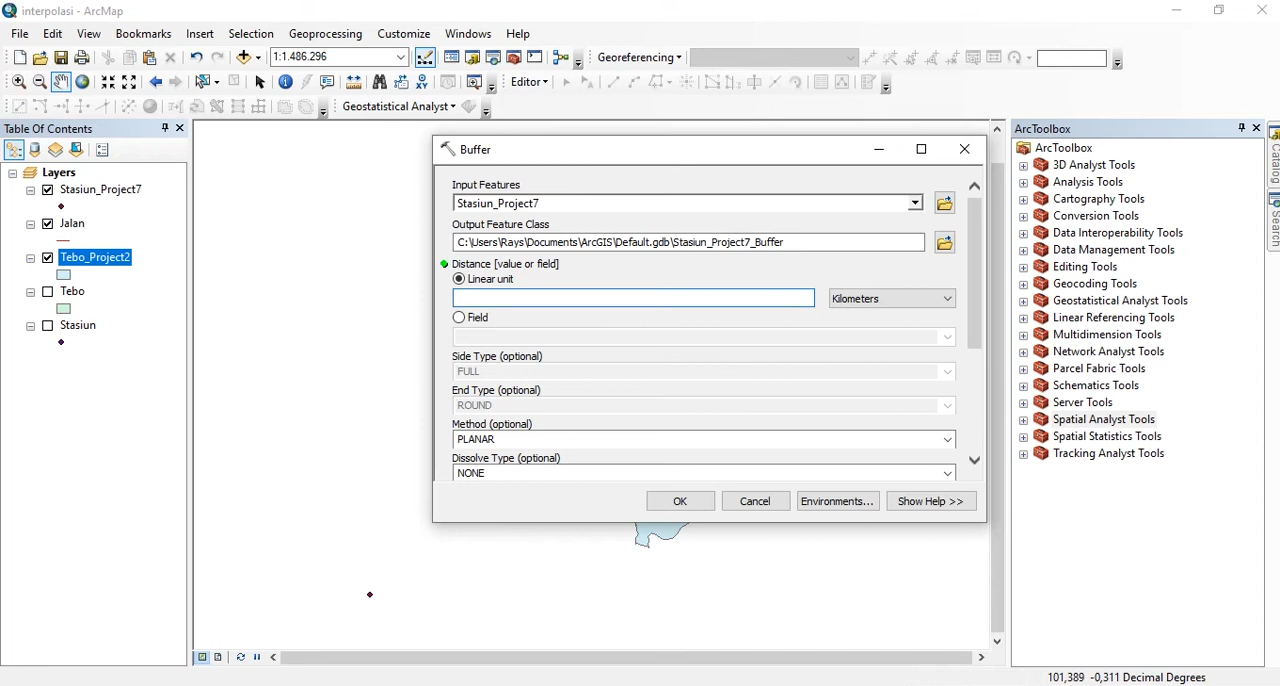 interpolasi - ArcMap
File Edit View Bookmarks Insert Selection Geoprocessing Customize Windows Help
1:1.486.296 Georeferencing
Editor
Geostatistical Analyst
Table Of Contents
Layers
Stasiun_Project7
Jalan
Tebo_Project2
Tebo
Stasiun
Buffer
Input Features
Stasiun_Project7
Output Feature Class
C:\Users\Rays\Documents\ArcGIS\Default.gdb\Stasiun_Project7_Buffer
Distance [value or field]
Linear unit
Kilometers
Field
Side Type (optional)
FULL
End Type (optional)
ROUND
Method (optional)
PLANAR
Dissolve Type (optional)
NONE
OK Cancel Environments... Show Help >>
ArcToolbox
ArcToolbox
3D Analyst Tools
Analysis Tools
Cartography Tools
Conversion Tools
Data Interoperability Tools
Data Management Tools
Editing Tools
Geocoding Tools
Geostatistical Analyst Tools
Linear Referencing Tools
Multidimension Tools
Network Analyst Tools
Parcel Fabric Tools
Schematics Tools
Server Tools
Spatial Analyst Tools
Spatial Statistics Tools
Tracking Analyst Tools
Catalog
Search
101,389 -0,311 Decimal Degrees